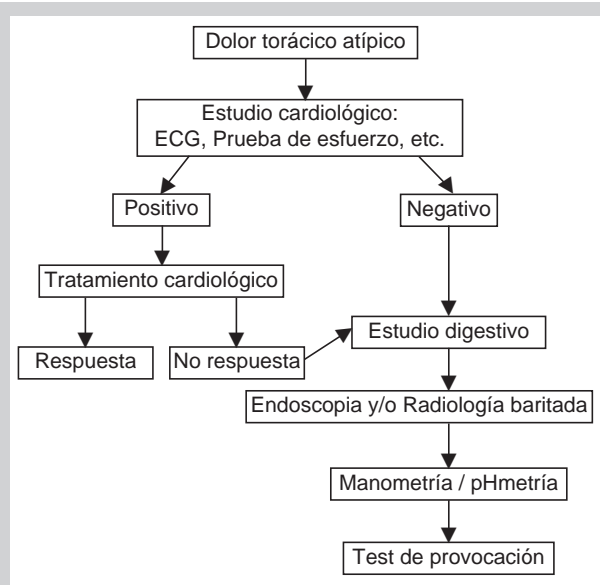 Dolor torácico atípico
Estudio cardiológico:
ECG, Prueba de esfuerzo, etc.
Positivo
Negativo
Tratamiento cardiológico
Respuesta
No respuesta
Estudio digestivo
Endoscopia y/o Radiología baritada
Manometría / pHmetría
Test de provocación